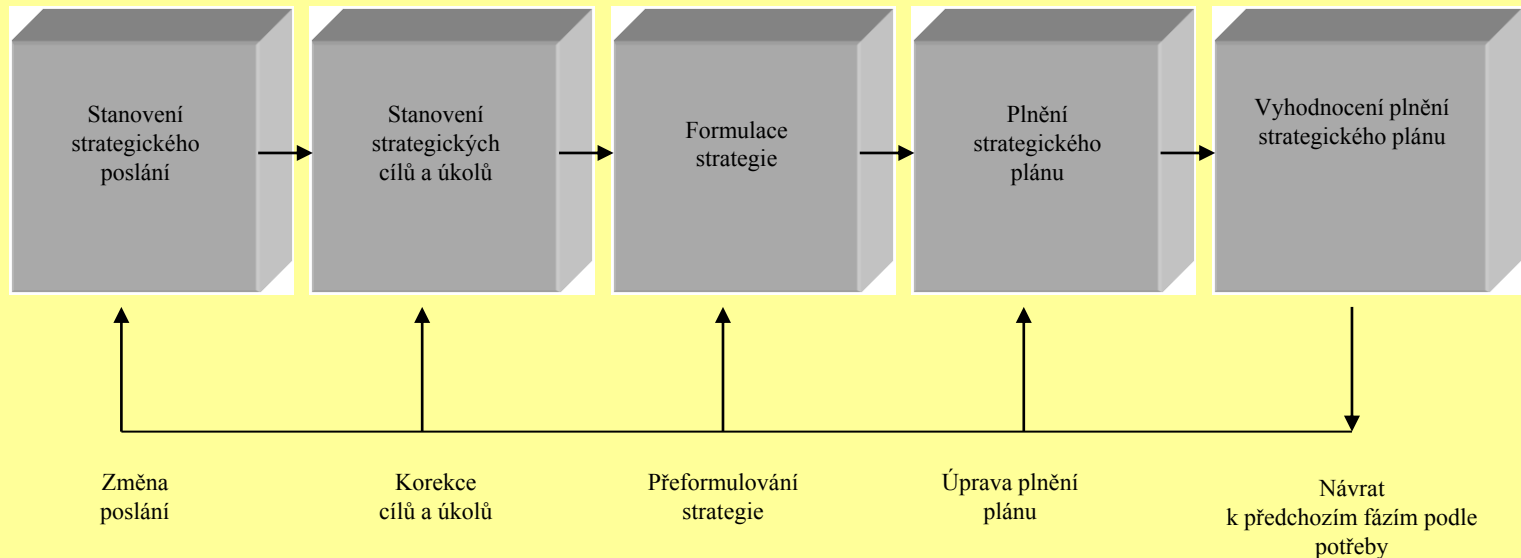 Stanovení
strategického
poslání
Stanovení
strategických
cílů a úkolů
Formulace
strategie
Plnění
strategického
plánu
Vyhodnocení plnění
strategického plánu
Změna
poslání
Korekce
cílů a úkolů
Přeformulování
strategie
Úprava plnění
plánu
Návrat
k předchozím fázím podle
potřeby